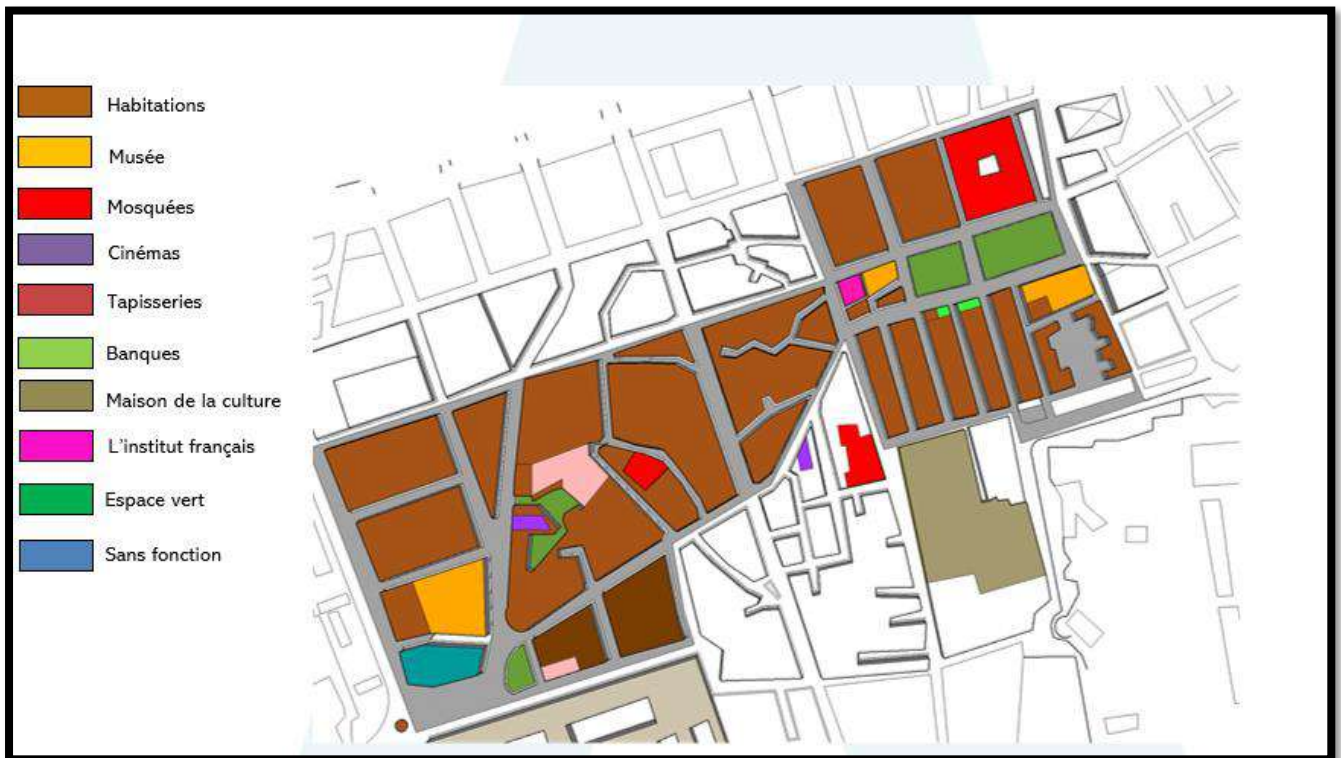 Habitations
Musée
Mosquées
Cinémas
Tapisseries
Banques
Maison de la culture
L'institut français
Espace vert
Sans fonction